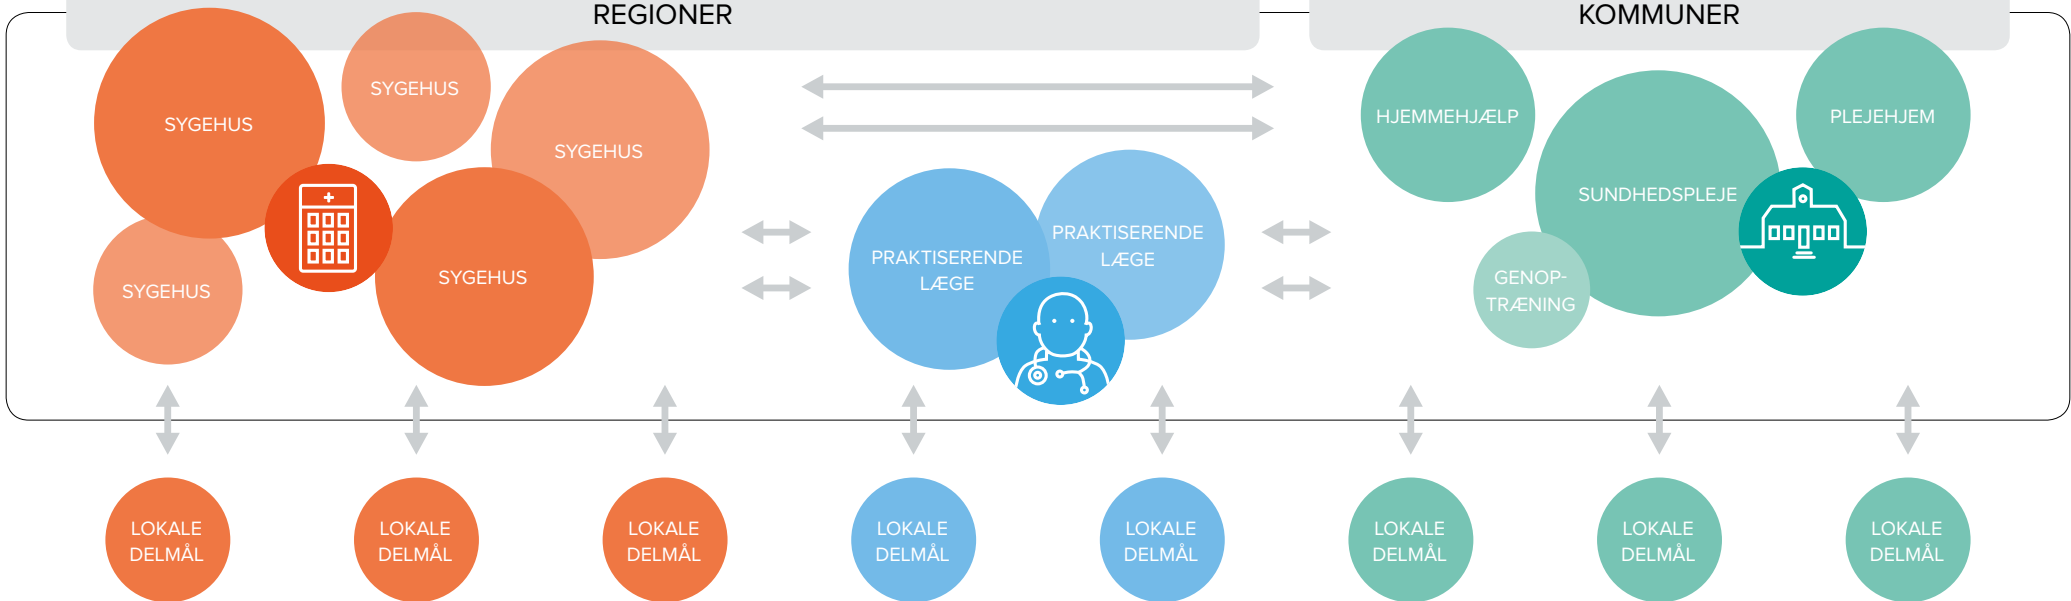 REGIONER
KOMMUNER
SYGEHUS
SYGEHUS
SYGEHUS
SYGEHUS
SYGEHUS
PRAKTISERENDE
LÆGE
PRAKTISERENDE
LÆGE
HJEMMEHJÆLP
SUNDHEDSPLEJE
PLEJEHJEM
GENOP-
TRÆNING
LOKALE
DELMÅL
LOKALE
DELMÅL
LOKALE
DELMÅL
LOKALE
DELMÅL
LOKALE
DELMÅL
LOKALE
DELMÅL
LOKALE
DELMÅL
LOKALE
DELMÅL